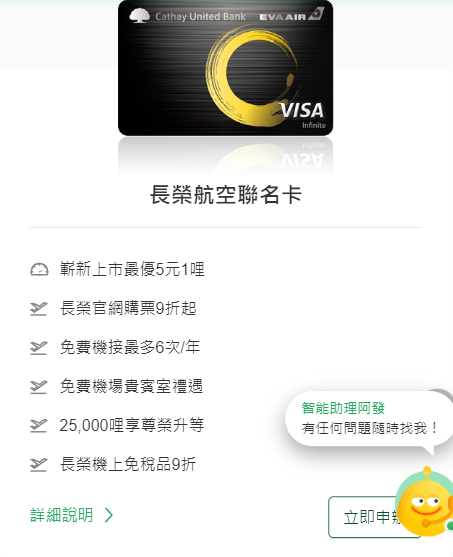 Cathay United Bank EVA AIR
VISA
Infinite
長榮航空聯名卡
嶄新上市最優5元1哩
長榮官網購票9折起
免費機接最多6次/年
免費機場貴賓室禮遇
25,000哩享尊榮升等
長榮機上免稅品9折
智能助理阿發
有任何問題隨時找我！
詳細說明
立即申